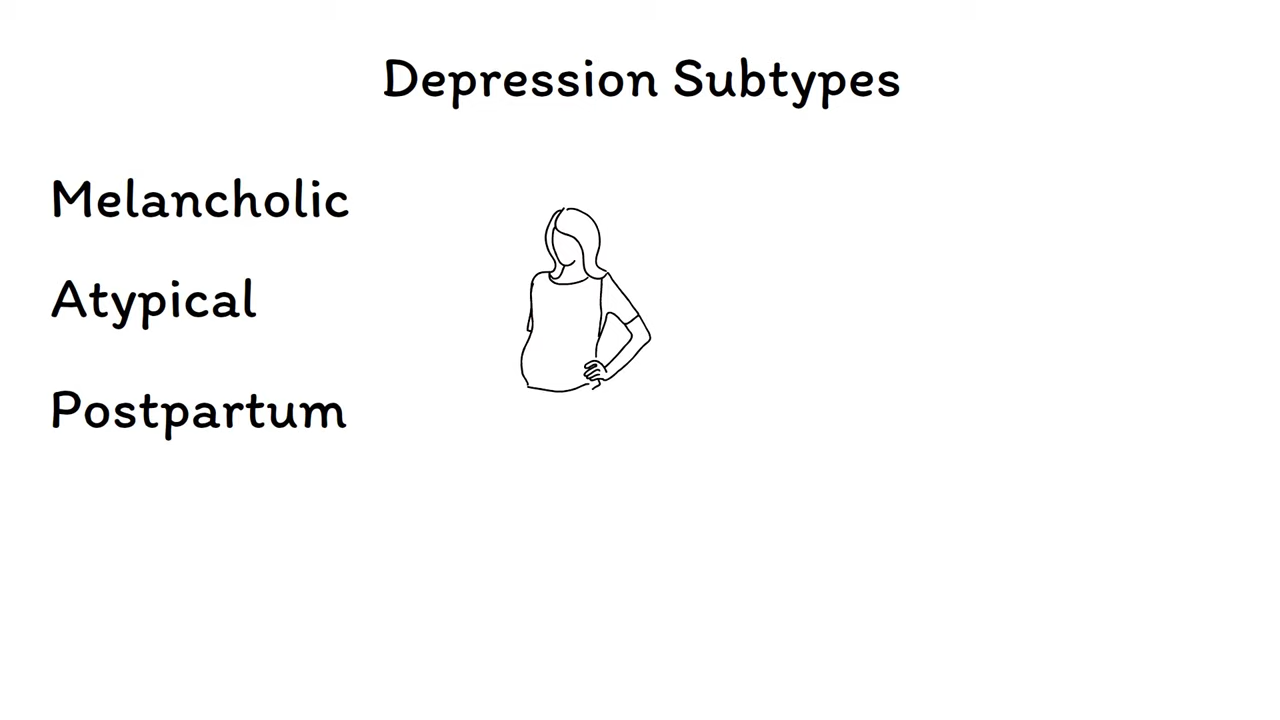 Depression Subtypes
Melancholic
Atypical
Postpartum